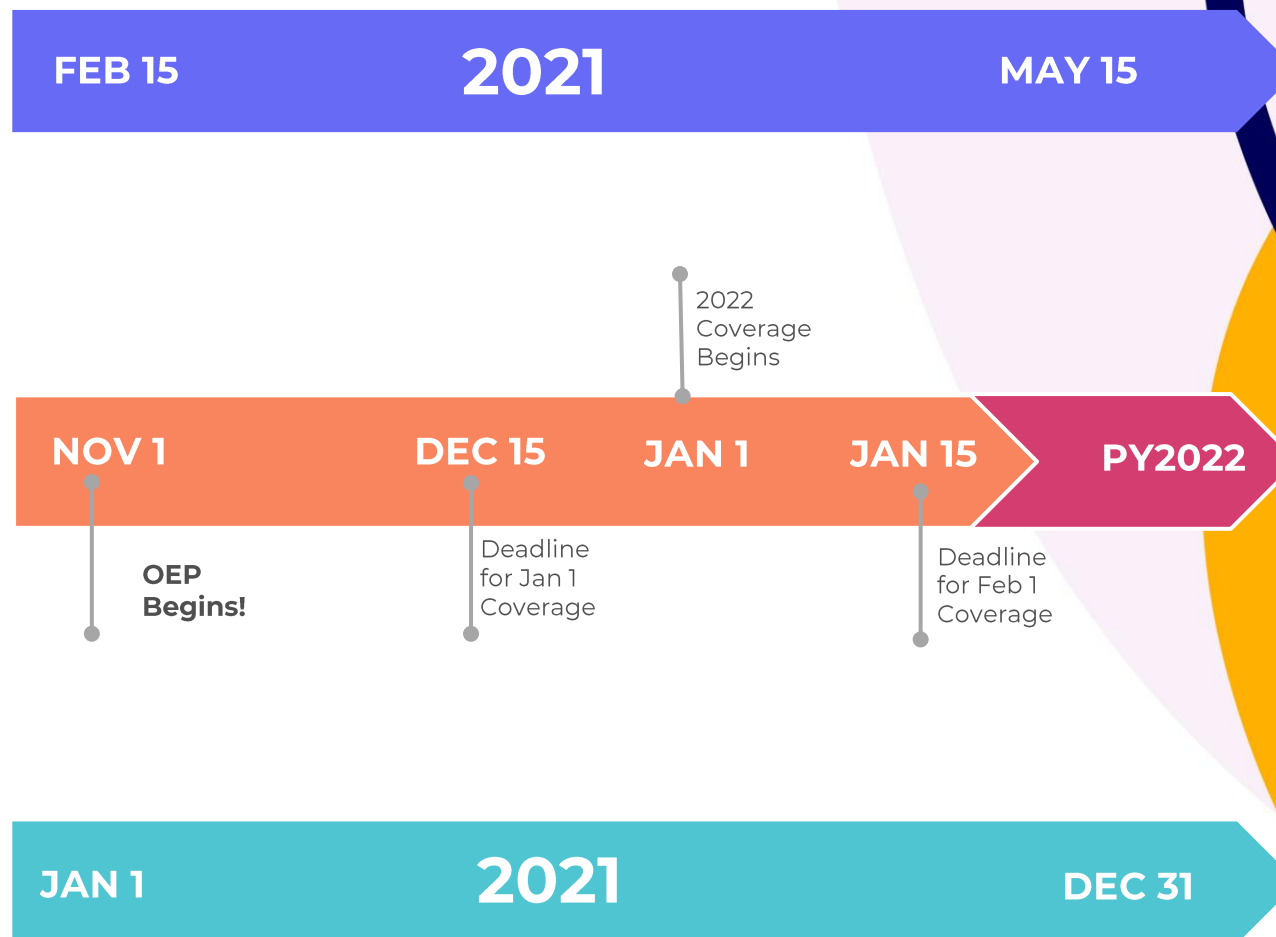 FEB 15
2021
MAY 15
2022
Coverage
Begins
NOV 1
DEC 15
JAN 1
JAN 15
PY2022
OEP
Begins!
Deadline
for Jan 1
Coverage
Deadline
for Feb 1
Coverage
JAN 1
2021
DEC 31